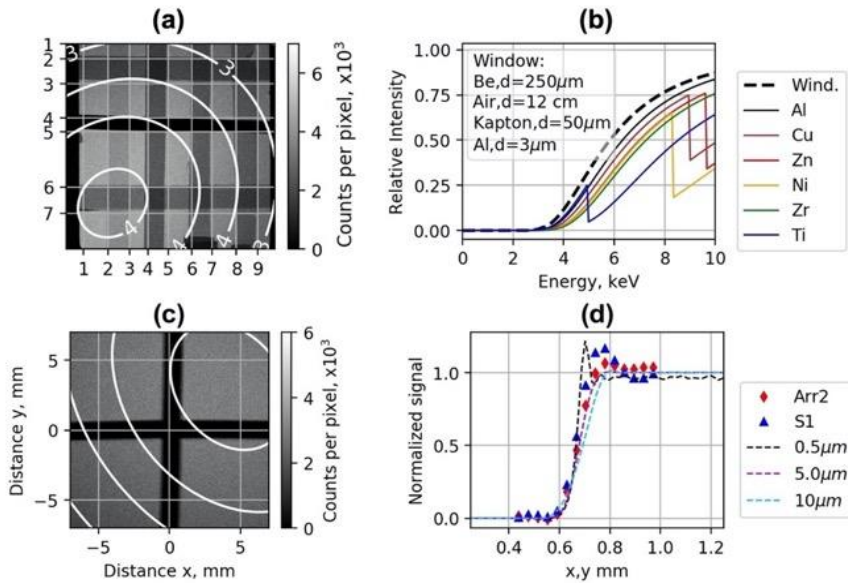 (a)
1
2
3
4
5
6
7
3
3
4
4
4
3
1 2 3 4 5 6 7 8 9
6
4
2
0
Counts per pixel, x10³
(b)
1.00
0.75
0.50
0.25
0.00
Relative Intensity
Window:
Be,d=250μm
Air,d=12 cm
Kapton,d=50μm
Al,d=3μm
0 2 4 6 8 10
Energy, keV
Wind.
Al
Cu
Zn
Ni
Zr
Ti
(c)
Distance y, mm
5
0
−5
−5 0 5
Distance x, mm
6
4
2
0
Counts per pixel, x10³
(d)
Normalized signal
1.0
0.5
0.0
0.4 0.6 0.8 1.0 1.2
x,y mm
Arr2
S1
0.5μm
5.0μm
10μm